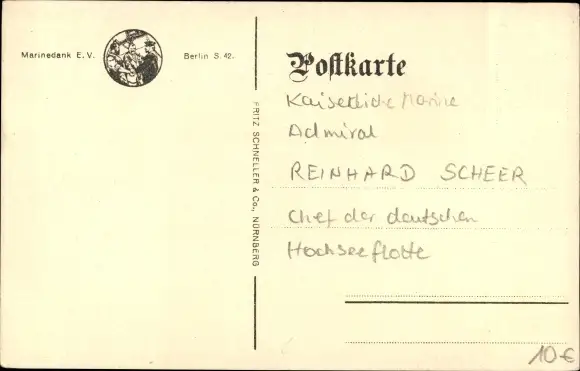 Marinedank E. V.
Berlin S. 42.
FRITZ SCHNELLER & Co., NÜRNBERG
Postkarte
Kaiserliche Marine
Admiral
REINHARD SCHEER
Chef der deutschen
Hochseeflotte
10 €